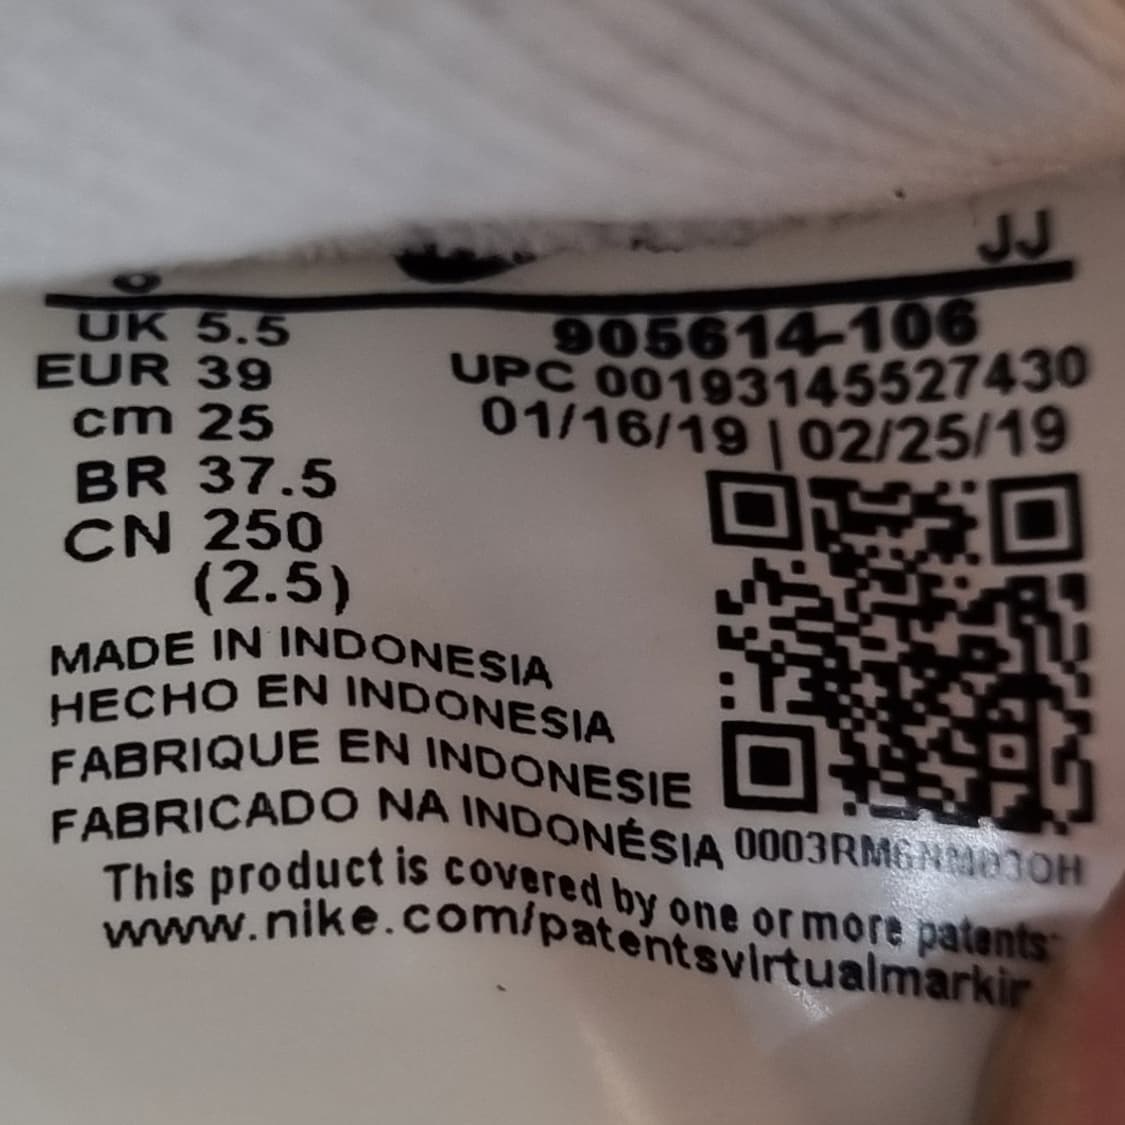 JJ
UK 5.5
EUR 39
cm 25
BR 37.5
CN 250
(2.5)
905614-106
UPC 00193145527430
01/16/19 | 02/25/19
MADE IN INDONESIA
HECHO EN INDONESIA
FABRIQUE EN INDONESIE
FABRICADO NA INDONÉSIA
This product is covered by one or more patents:
www.nike.com/patentsvirtualmarkin